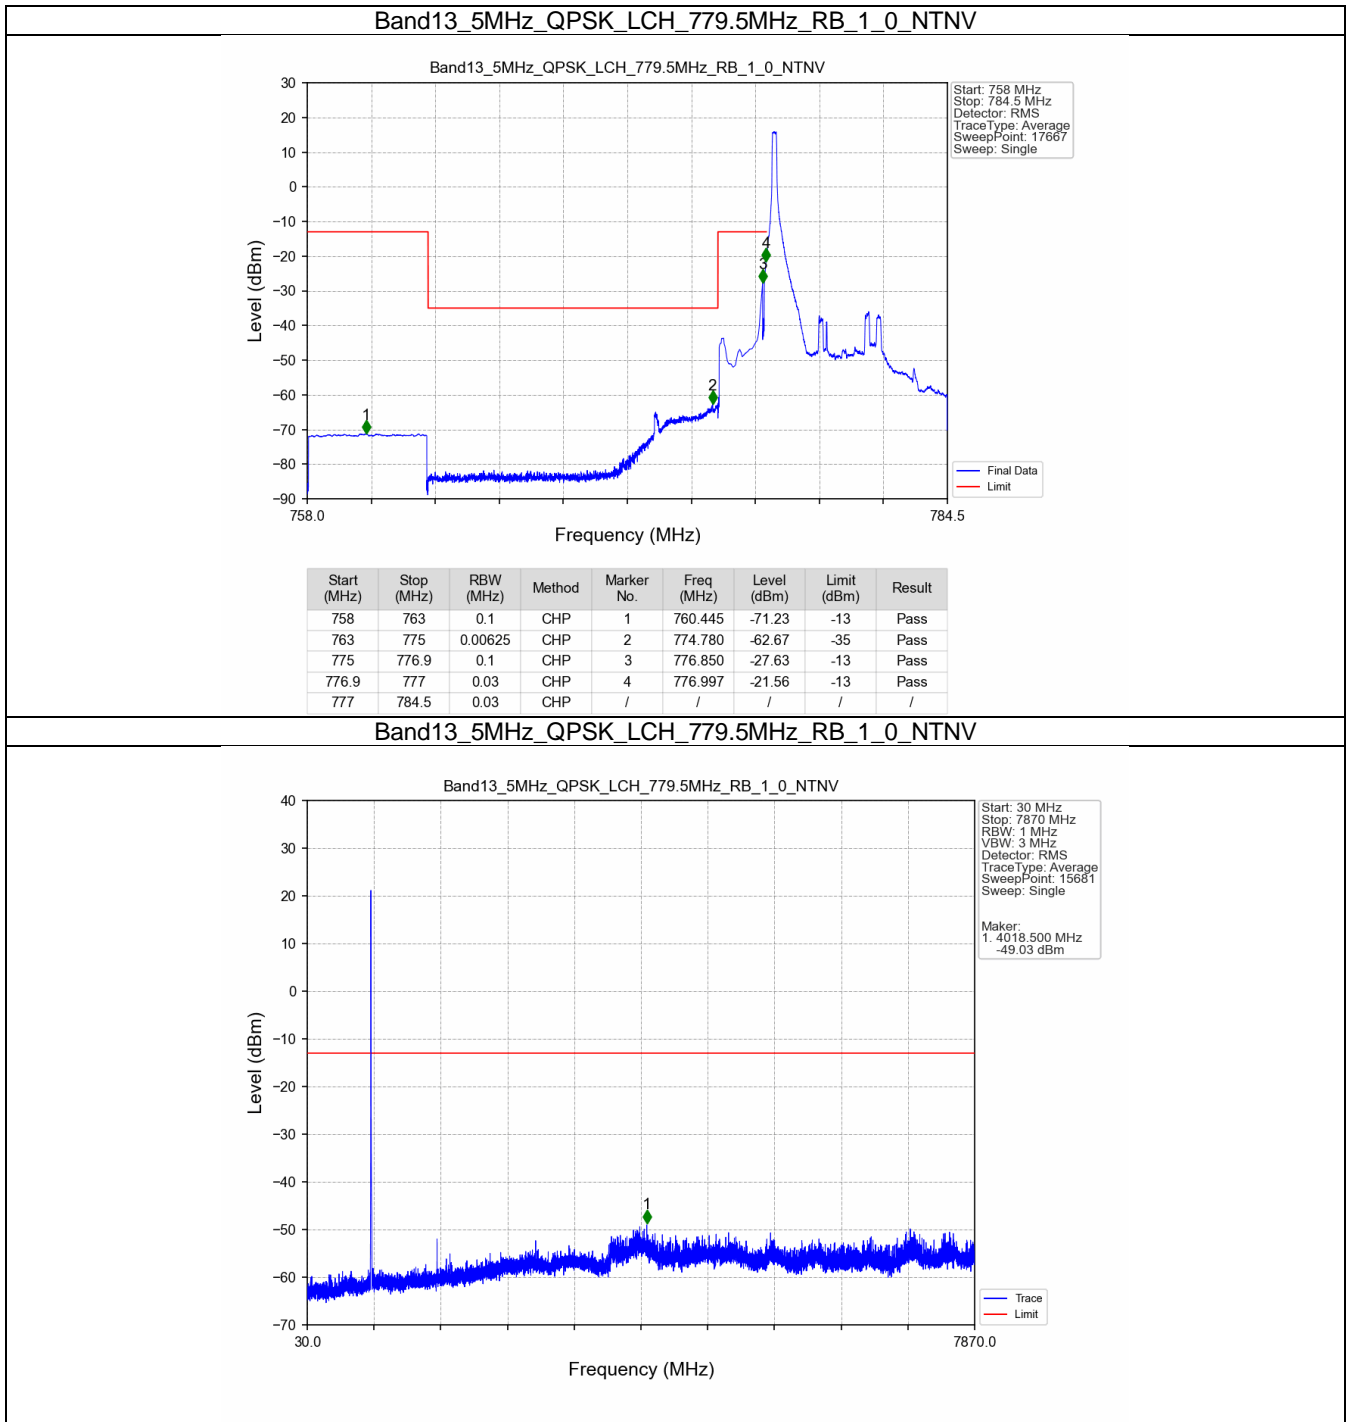 Band13_5MHz_QPSK_LCH_779.5MHz_RB_1_0_NTNV
Band13_5MHz_QPSK_LCH_779.5MHz_RB_1_0_NTNV
Start: 758 MHz
Stop: 784.5 MHz
Detector: RMS
TraceType: Average
SweepPoint: 17667
Sweep: Single
30
20
10
0
−10
−20
−30
−40
−50
−60
−70
−80
−90
Level (dBm)
1
2
3
4
Final Data
Limit
758.0 784.5
Frequency (MHz)
Start (MHz) Stop (MHz) RBW (MHz) Method Marker No. Freq (MHz) Level (dBm) Limit (dBm) Result
758 763 0.1 CHP 1 760.445 -71.23 -13 Pass
763 775 0.00625 CHP 2 774.780 -62.67 -35 Pass
775 776.9 0.1 CHP 3 776.850 -27.63 -13 Pass
776.9 777 0.03 CHP 4 776.997 -21.56 -13 Pass
777 784.5 0.03 CHP / / / / /
Band13_5MHz_QPSK_LCH_779.5MHz_RB_1_0_NTNV
Band13_5MHz_QPSK_LCH_779.5MHz_RB_1_0_NTNV
Start: 30 MHz
Stop: 7870 MHz
RBW: 1 MHz
VBW: 3 MHz
Detector: RMS
TraceType: Average
SweepPoint: 15681
Sweep: Single
Maker:
1. 4018.500 MHz
-49.03 dBm
40
30
20
10
0
−10
−20
−30
−40
−50
−60
−70
Level (dBm)
1
Trace
Limit
30.0 7870.0
Frequency (MHz)